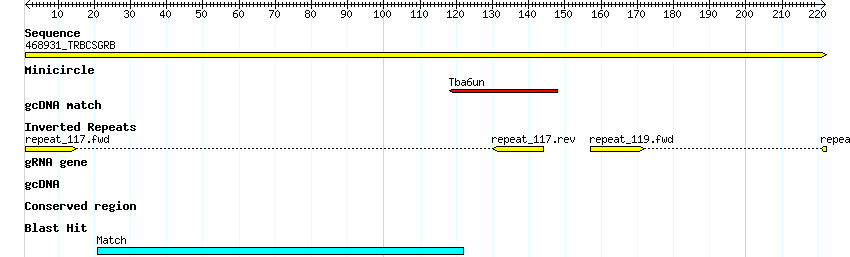 10 20 30 40 50 60 70 80 90 100 110 120 130 140 150 160 170 180 190 200 210 220
Sequence
468931_TRBCSGRB
Minicircle
Tba6un
gcDNA match
Inverted Repeats
repeat_117.fwd repeat_117.rev repeat_119.fwd repea
gRNA gene
gcDNA
Conserved region
Blast Hit
Match